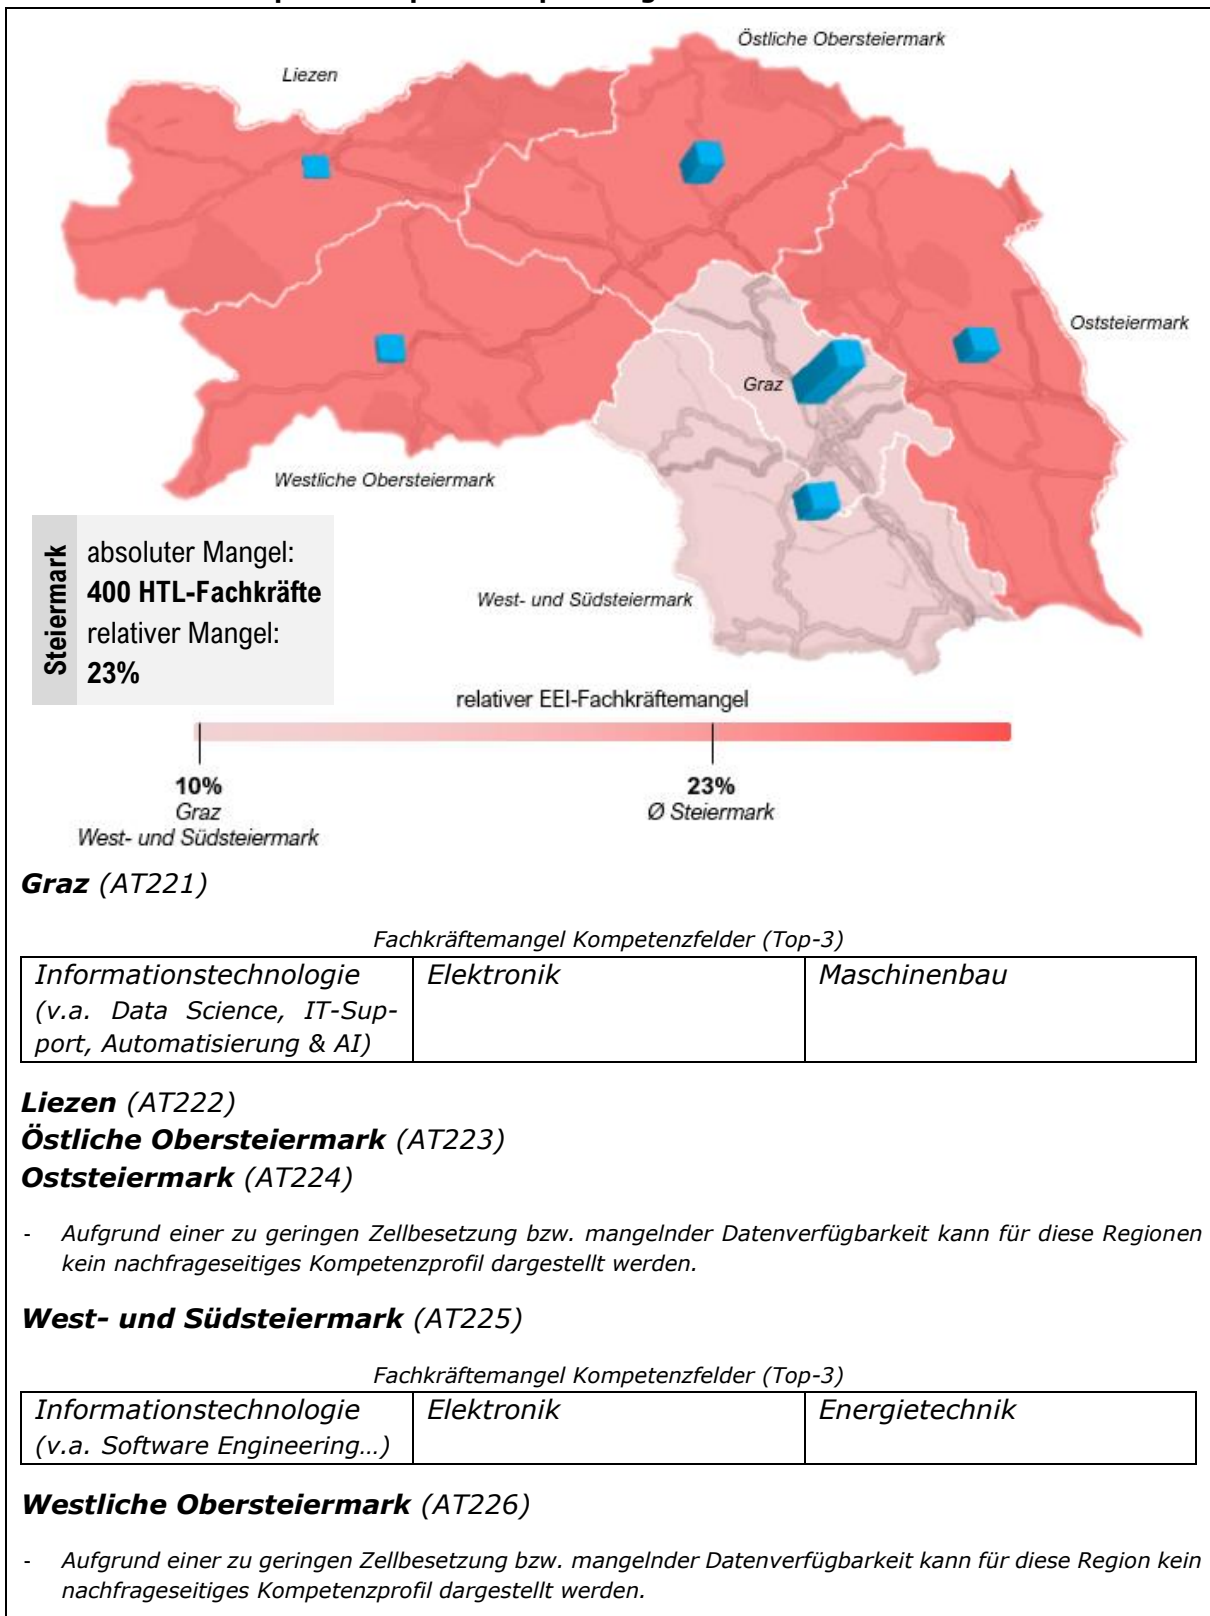 Östliche Obersteiermark
Liezen
Oststeiermark
Graz
Westliche Obersteiermark
West- und Südsteiermark
Steiermark
absoluter Mangel:
400 HTL-Fachkräfte
relativer Mangel:
23%
relativer EEI-Fachkräftemangel
10%
Graz
West- und Südsteiermark
23%
Ø Steiermark
Graz (AT221)
Fachkräftemangel Kompetenzfelder (Top-3)
Informationstechnologie
(v.a. Data Science, IT-Sup-
port, Automatisierung & AI)
Elektronik
Maschinenbau
Liezen (AT222)
Östliche Obersteiermark (AT223)
Oststeiermark (AT224)
- Aufgrund einer zu geringen Zellbesetzung bzw. mangelnder Datenverfügbarkeit kann für diese Regionen
kein nachfrageseitiges Kompetenzprofil dargestellt werden.
West- und Südsteiermark (AT225)
Fachkräftemangel Kompetenzfelder (Top-3)
Informationstechnologie
(v.a. Software Engineering…)
Elektronik
Energietechnik
Westliche Obersteiermark (AT226)
- Aufgrund einer zu geringen Zellbesetzung bzw. mangelnder Datenverfügbarkeit kann für diese Region kein
nachfrageseitiges Kompetenzprofil dargestellt werden.